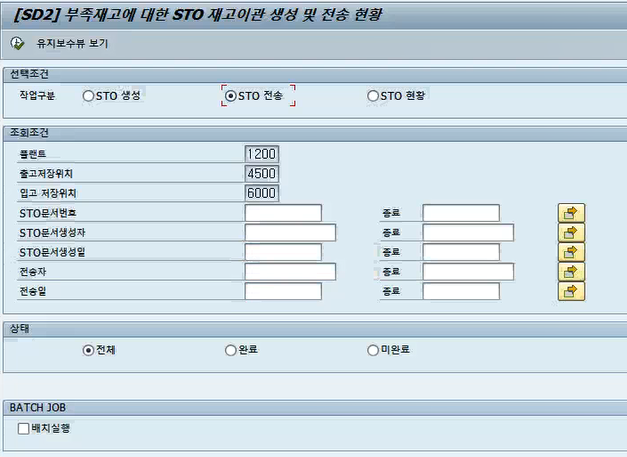 [SD2] 부족재고에 대한 STO 재고이관 생성 및 전송 현황
유지보수뷰 보기
선택조건
작업구분 STO 생성 STO 전송 STO 현황
조회조건
플랜트 1200
출고저장위치 4500
입고 저장위치 6000
STO문서번호 종료
STO문서생성자 종료
STO문서생성일 종료
전송자 종료
전송일 종료
상태
전체 완료 미완료
BATCH JOB
배치실행